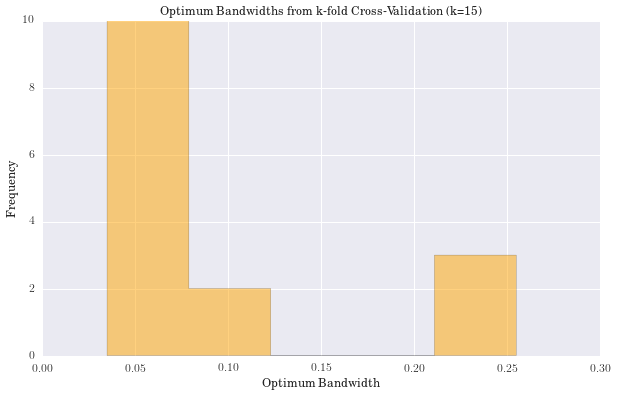 Optimum Bandwidths from k-fold Cross-Validation (k=15)
10
8
6
4
2
0
Frequency
0.00 0.05 0.10 0.15 0.20 0.25 0.30
Optimum Bandwidth